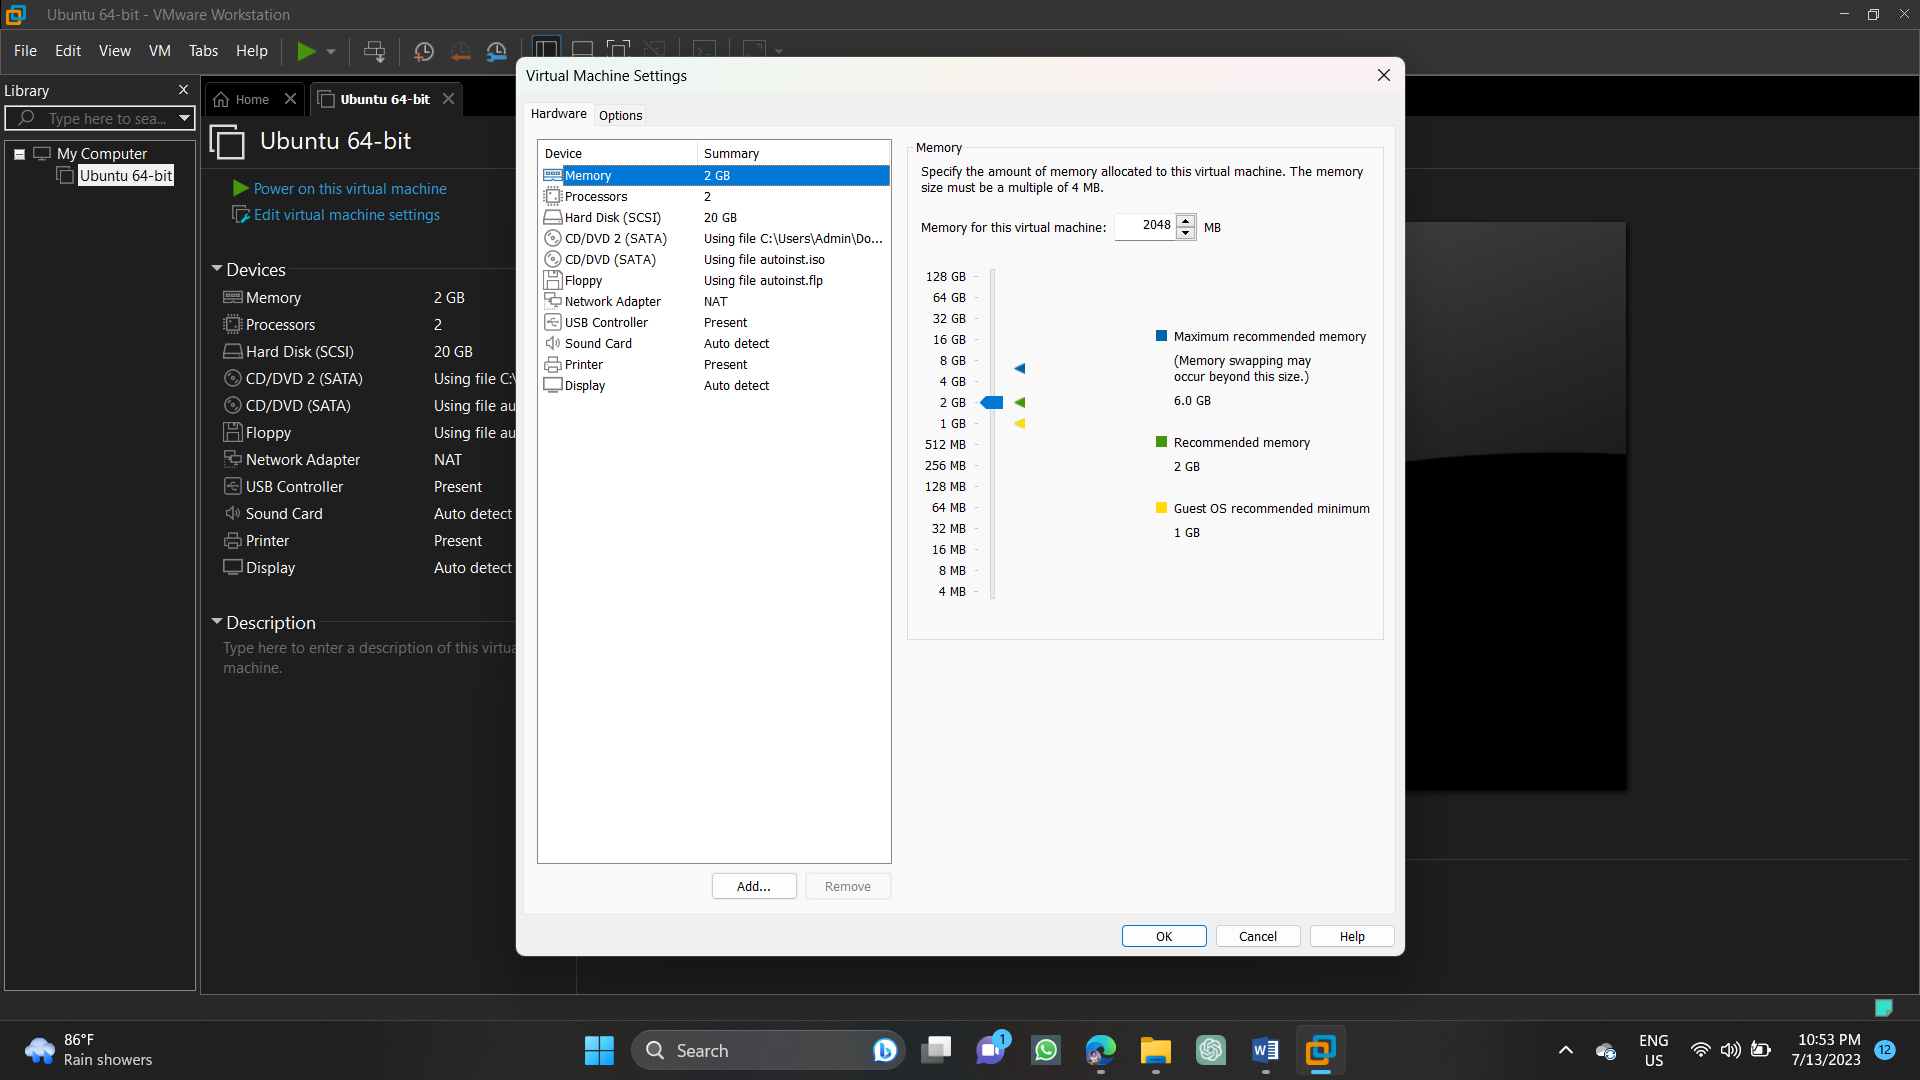 Ubuntu 64-bit - VMware Workstation
File Edit View VM Tabs Help
Library
Type here to sea...
My Computer
Ubuntu 64-bit
Home
Ubuntu 64-bit
Ubuntu 64-bit
Power on this virtual machine
Edit virtual machine settings
Devices
Memory 2 GB
Processors 2
Hard Disk (SCSI) 20 GB
CD/DVD 2 (SATA) Using file C:\
CD/DVD (SATA) Using file au
Floppy Using file au
Network Adapter NAT
USB Controller Present
Sound Card Auto detect
Printer Present
Display Auto detect
Description
Type here to enter a description of this virtua
machine.
Virtual Machine Settings
Hardware Options
Device Summary
Memory 2 GB
Processors 2
Hard Disk (SCSI) 20 GB
CD/DVD 2 (SATA) Using file C:\Users\Admin\Do...
CD/DVD (SATA) Using file autoinst.iso
Floppy Using file autoinst.flp
Network Adapter NAT
USB Controller Present
Sound Card Auto detect
Printer Present
Display Auto detect
Add... Remove
Memory
Specify the amount of memory allocated to this virtual machine. The memory
size must be a multiple of 4 MB.
Memory for this virtual machine: 2048 MB
128 GB
64 GB
32 GB
16 GB
8 GB
4 GB
2 GB
1 GB
512 MB
256 MB
128 MB
64 MB
32 MB
16 MB
8 MB
4 MB
Maximum recommended memory
(Memory swapping may
occur beyond this size.)
6.0 GB
Recommended memory
2 GB
Guest OS recommended minimum
1 GB
OK Cancel Help
86°F
Rain showers
Search
1
W
ENG
US
10:53 PM
7/13/2023
12